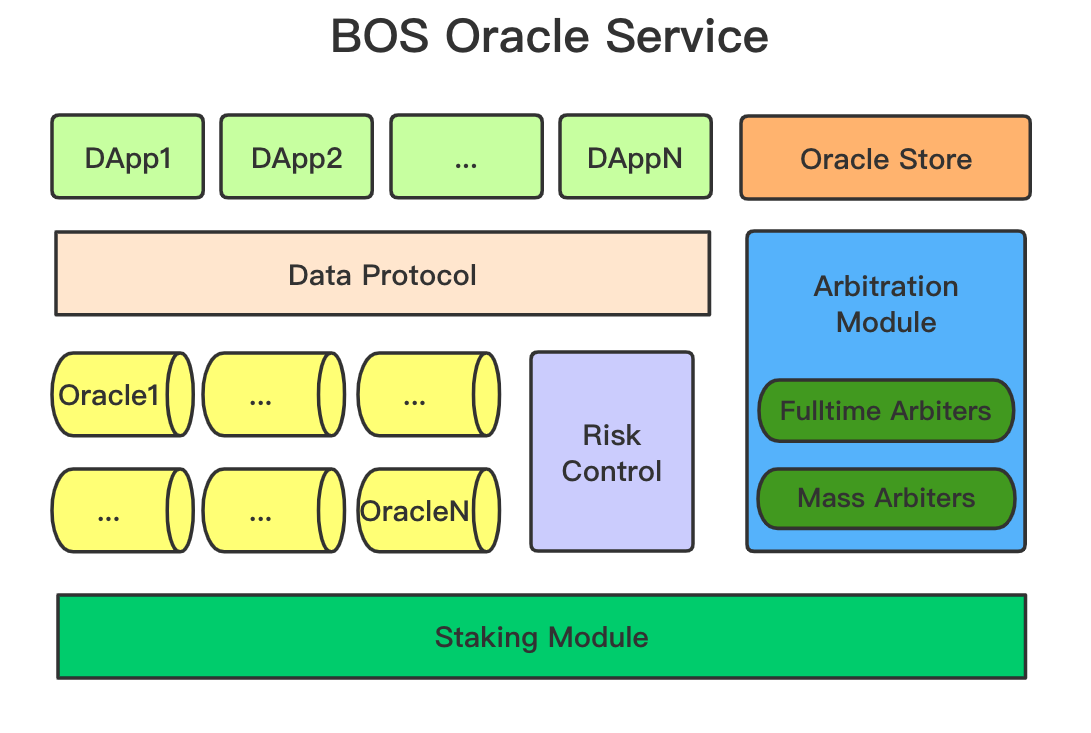 BOS Oracle Service
DApp1
DApp2
...
DAppN
Oracle Store
Data Protocol
Arbitration
Module
Oracle1
...
...
Risk
Control
Fulltime Arbiters
...
...
OracleN
Mass Arbiters
Staking Module